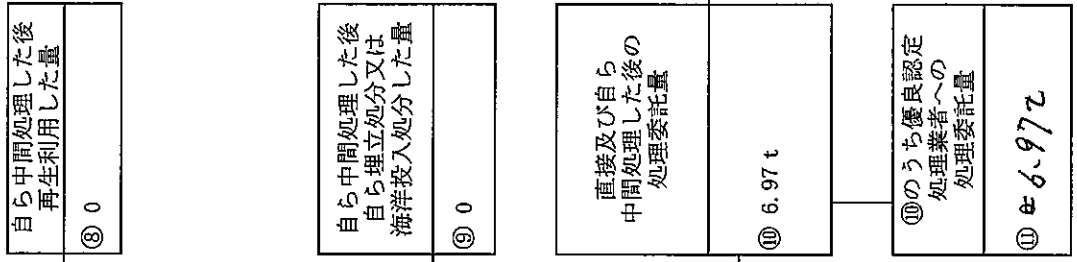 自ら中間処理した後
再生利用した量
⑧ 0
自ら中間処理した後
自ら埋立処分又は
海洋投入処分した量
⑨ 0
直接及び自ら
中間処理した後の
処理委託量
⑩ 6.97 t
⑩のうち優良認定
処理業者への
処理委託量
⑪ 6.97t